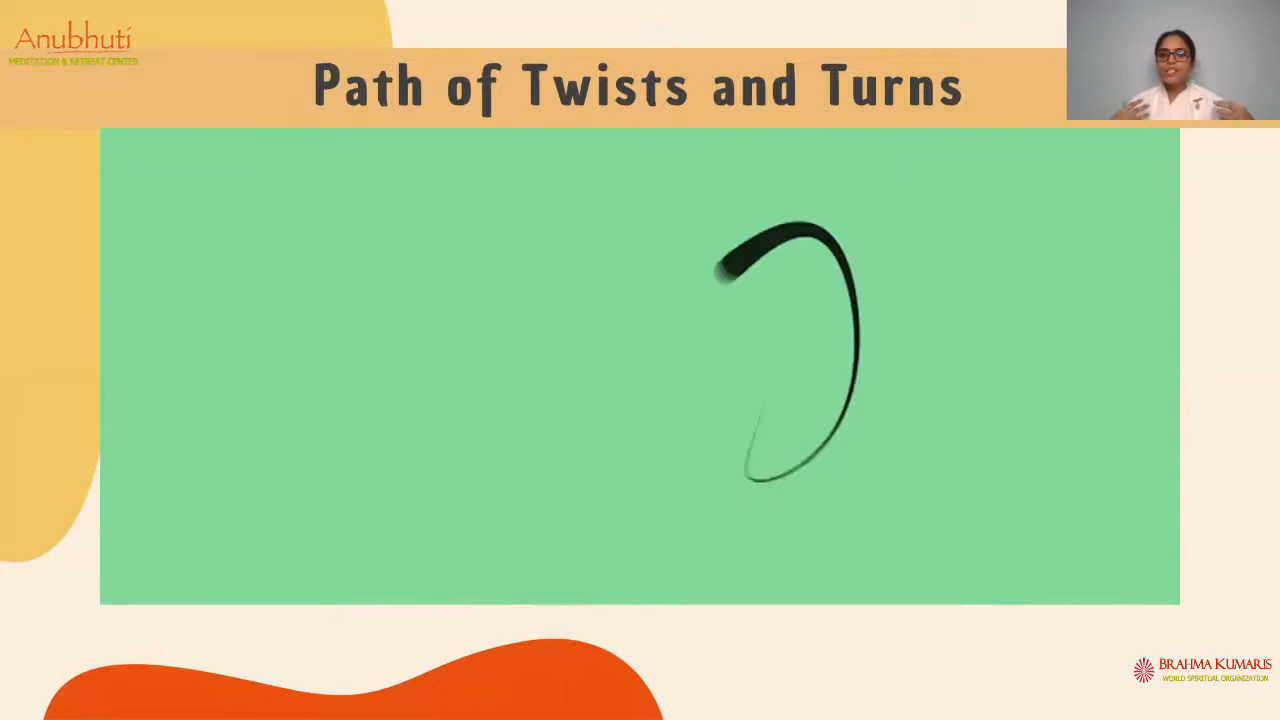 Anubhuti
MEDITATION & RETREAT CENTER
Path of Twists and Turns
BRAHMA KUMARIS
WORLD SPIRITUAL ORGANIZATION